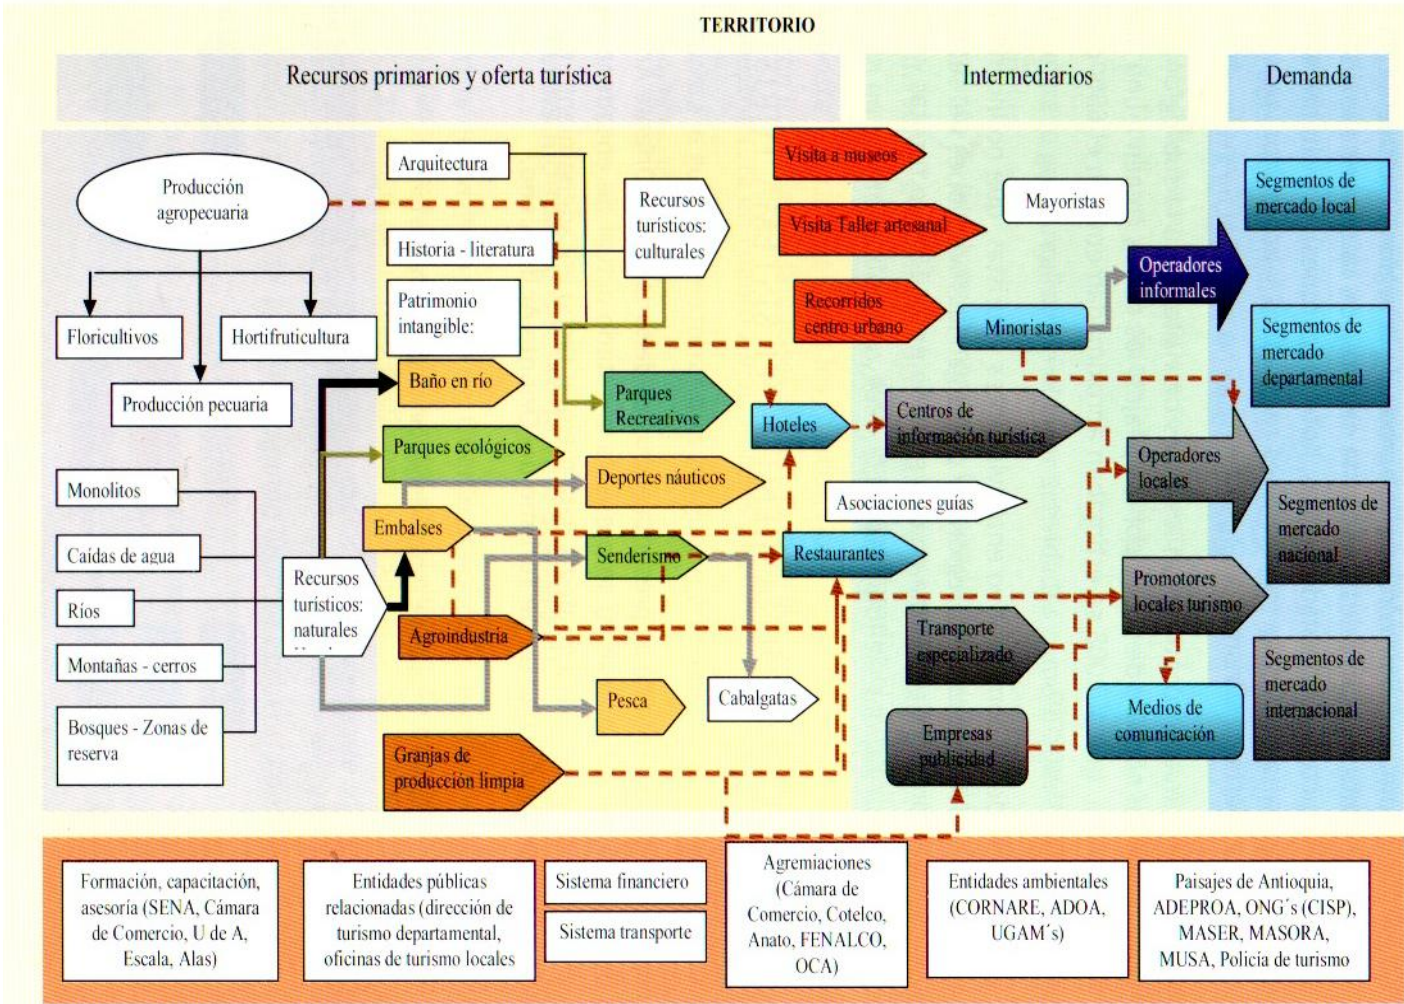 TERRITORIO
Recursos primarios y oferta turística
Intermediarios
Demanda
Producción
agropecuaria
Floricultivos
Hortifruticultura
Producción pecuaria
Monolitos
Caídas de agua
Ríos
Montañas - cerros
Bosques - Zonas de
reserva
Recursos
turísticos:
naturales
Arquitectura
Historia - literatura
Patrimonio
intangible:
Recursos
turísticos:
culturales
Baño en río
Parques ecológicos
Embalses
Agroindustria
Granjas de
producción limpia
Parques
Recreativos
Deportes náuticos
Senderismo
Pesca
Cabalgatas
Visita a museos
Visita Taller artesanal
Recorridos
centro urbano
Hoteles
Restaurantes
Mayoristas
Minoristas
Centros de
información turística
Asociaciones guías
Transporte
especializado
Empresas
publicidad
Operadores
informales
Operadores
locales
Promotores
locales turismo
Medios de
comunicación
Segmentos de
mercado local
Segmentos de
mercado
departamental
Segmentos de
mercado
nacional
Segmentos de
mercado
internacional
Formación, capacitación,
asesoría (SENA, Cámara
de Comercio, U de A,
Escala, Alas)
Entidades públicas
relacionadas (dirección de
turismo departamental,
oficinas de turismo locales
Sistema financiero
Sistema transporte
Agremiaciones
(Cámara de
Comercio, Cotelco,
Anato, FENALCO,
OCA)
Entidades ambientales
(CORNARE, ADOA,
UGAM´s)
Paisajes de Antioquia,
ADEPROA, ONG´s (CISP),
MASER, MASORA,
MUSA, Policía de turismo